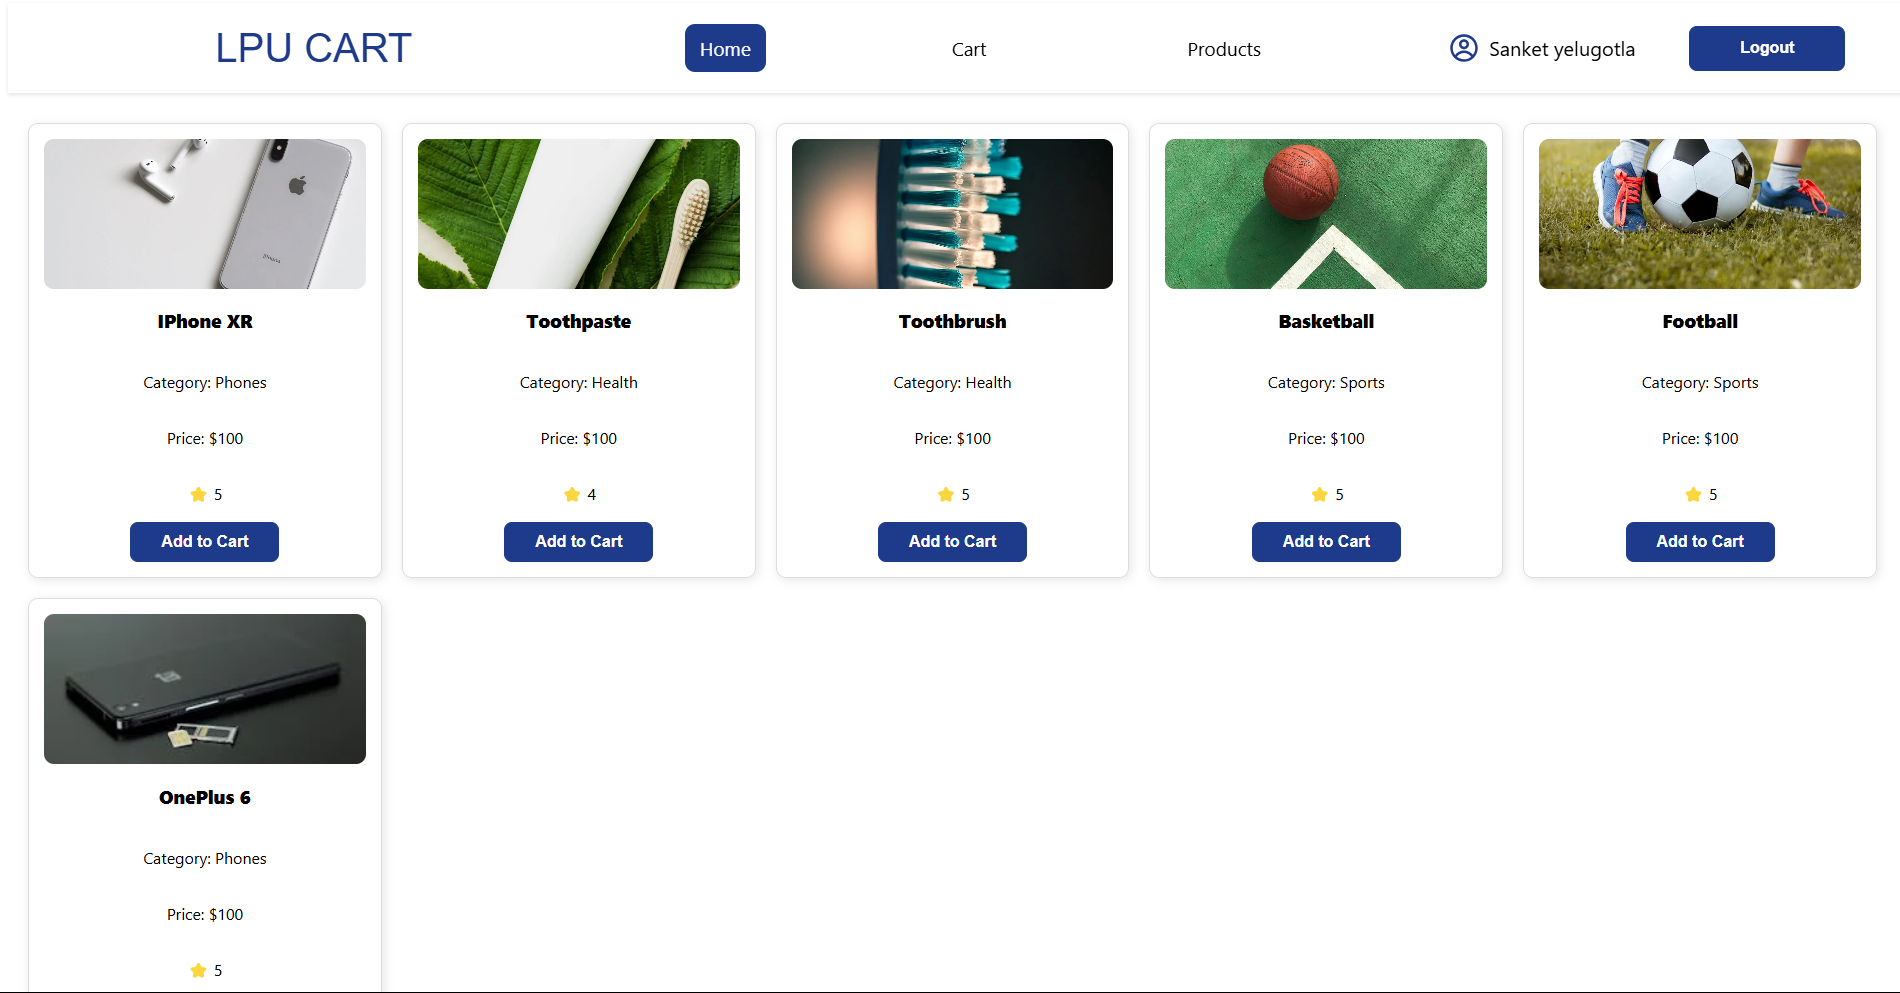 LPU CART
Home
Cart
Products
Sanket yelugotla
Logout
IPhone XR
Category: Phones
Price: $100
5
Add to Cart
Toothpaste
Category: Health
Price: $100
4
Add to Cart
Toothbrush
Category: Health
Price: $100
5
Add to Cart
Basketball
Category: Sports
Price: $100
5
Add to Cart
Football
Category: Sports
Price: $100
5
Add to Cart
OnePlus 6
Category: Phones
Price: $100
5